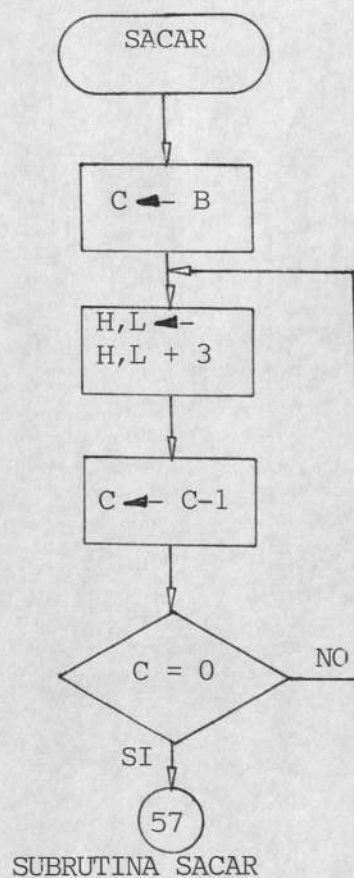 SACAR
C ← B
H,L ←
H,L + 3
C ← C-1
C = 0
NO
SI
57
SUBRUTINA SACAR